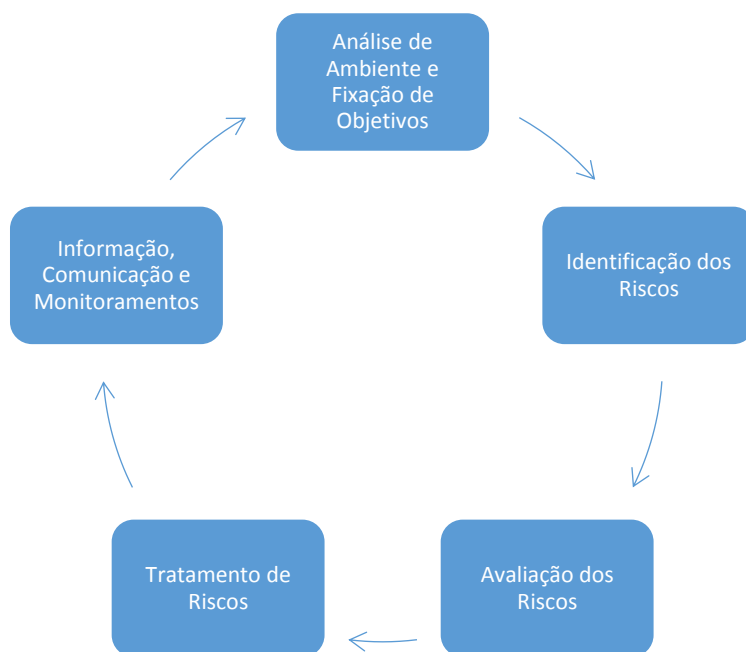 Análise de
Ambiente e
Fixação de
Objetivos
Identificação dos
Riscos
Avaliação dos
Riscos
Tratamento de
Riscos
Informação,
Comunicação e
Monitoramentos